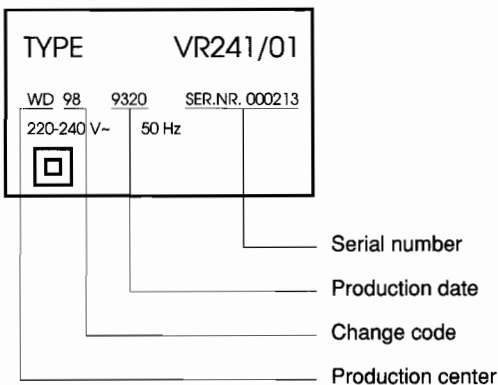 TYPE VR241/01
WD 98 9320 SER.NR. 000213
220-240 V~ 50 Hz
Serial number
Production date
Change code
Production center